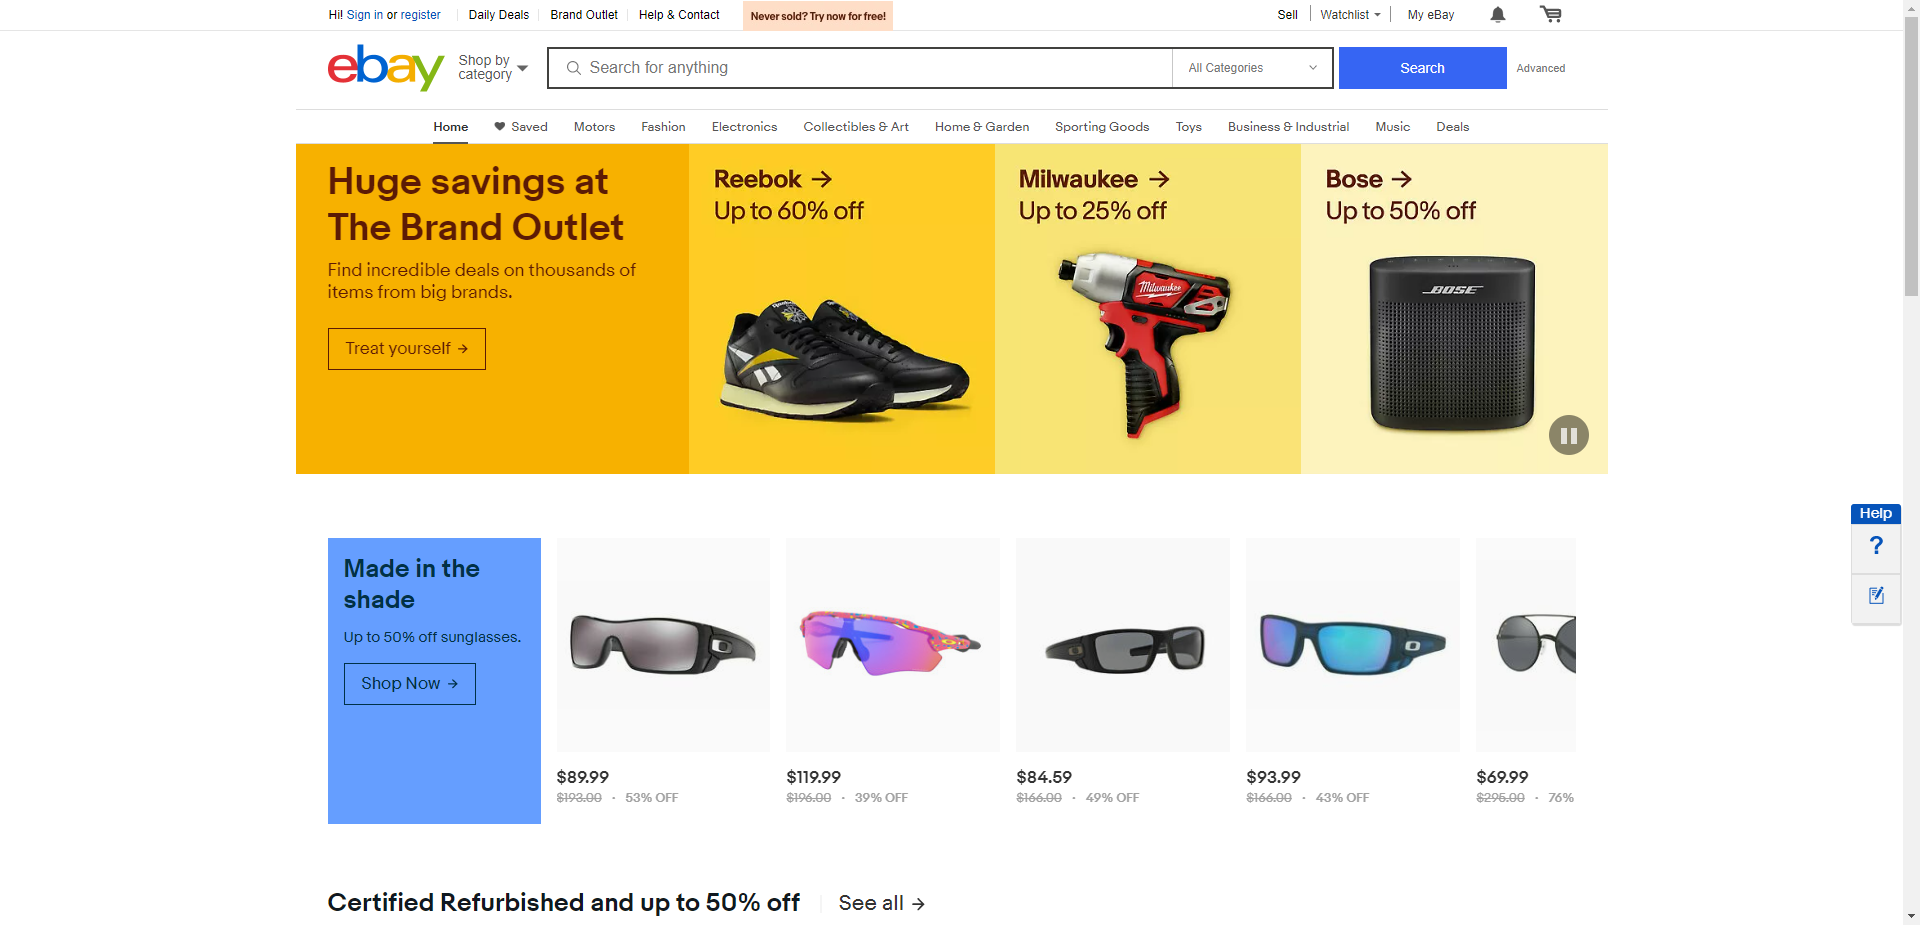 Hi! Sign in or register
Daily Deals
Brand Outlet
Help & Contact
Never sold? Try now for free!
Sell
Watchlist
My eBay
ebay
Shop by
category
Search for anything
All Categories
Search
Advanced
Home
Saved
Motors
Fashion
Electronics
Collectibles & Art
Home & Garden
Sporting Goods
Toys
Business & Industrial
Music
Deals
Huge savings at
The Brand Outlet
Find incredible deals on thousands of
items from big brands.
Treat yourself →
Reebok →
Up to 60% off
Milwaukee →
Up to 25% off
Milwaukee
Bose →
Up to 50% off
BOSE
Help
?
Made in the
shade
Up to 50% off sunglasses.
Shop Now →
$89.99
$193.00 · 53% OFF
$119.99
$196.00 · 39% OFF
$84.59
$166.00 · 49% OFF
$93.99
$166.00 · 43% OFF
$69.99
$295.00 · 76%
Certified Refurbished and up to 50% off
See all →